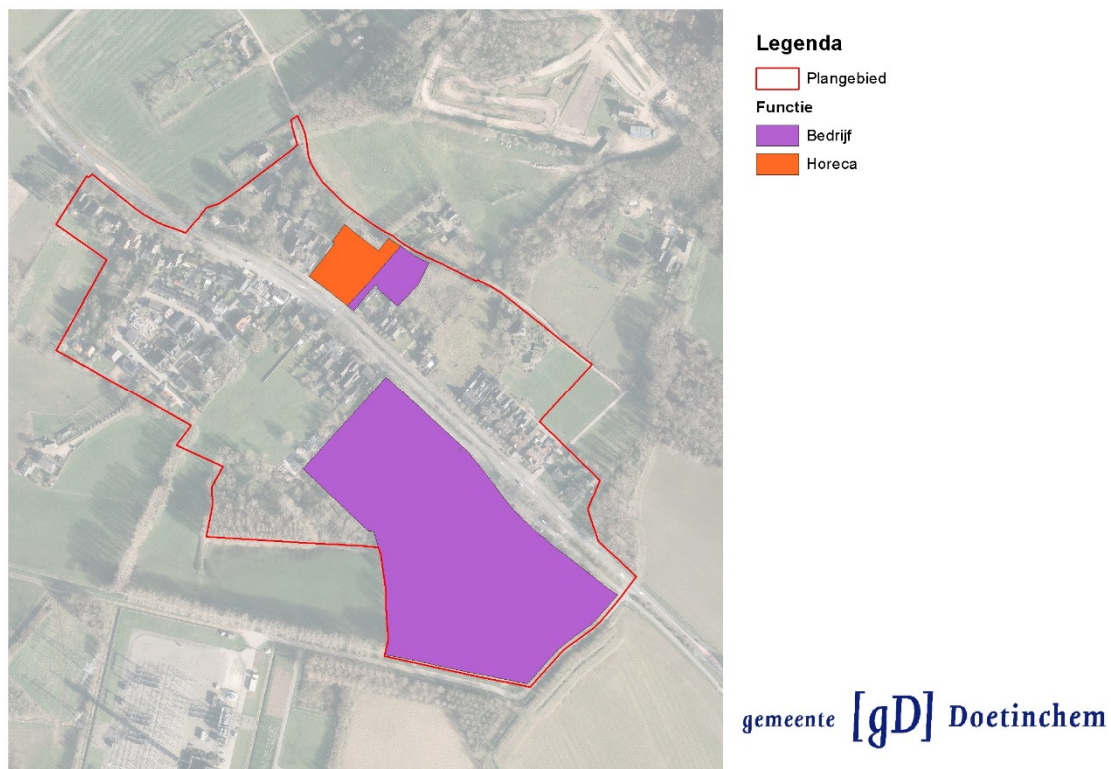 Legenda
Plangebied
Functie
Bedrijf
Horeca
gemeente [gD] Doetinchem